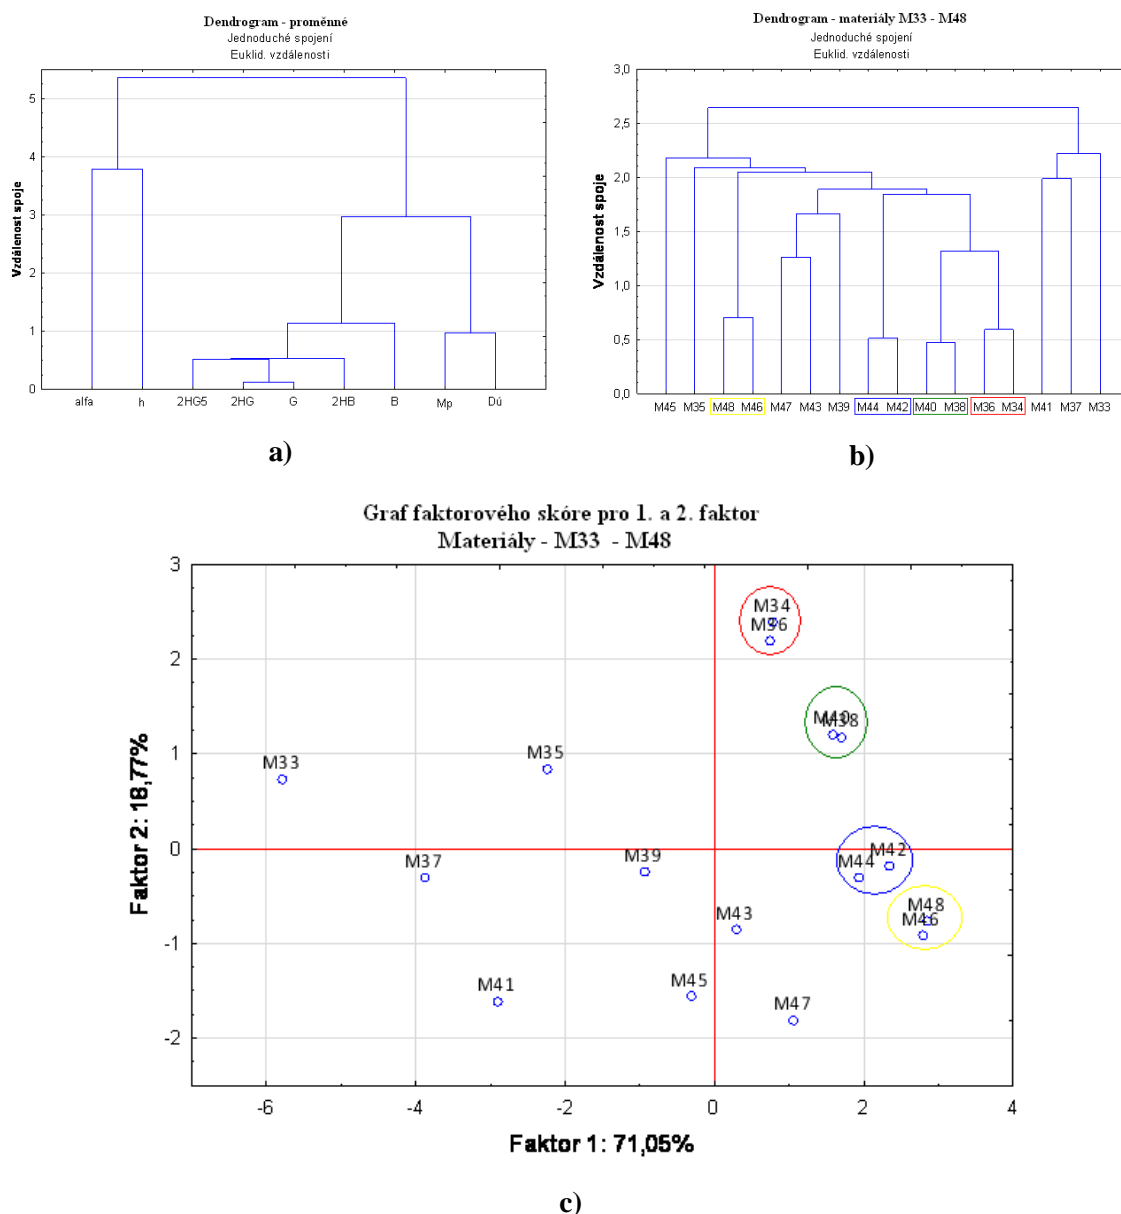 Dendrogram - proměnné
Jednoduché spojení
Euklid. vzdálenosti
Vzdálenost spoje
5
4
3
2
1
0
alfa h 2HG5 2HG G 2HB B Mp Dú
a)
Dendrogram - materiály M33 - M48
Jednoduché spojení
Euklid. vzdálenosti
Vzdálenost spoje
3,0
2,5
2,0
1,5
1,0
0,5
0,0
M45 M35 M48 M46 M47 M43 M39 M44 M42 M40 M38 M36 M34 M41 M37 M33
b)
Graf faktorového skóre pro 1. a 2. faktor
Materiály - M33 - M48
Faktor 2: 18,77%
3
2
1
0
-1
-2
M34
M36
M40
M38
M35
M33
M42
M44
M39
M37
M48
M46
M43
M45
M41
M47
-6 -4 -2 0 2 4
Faktor 1: 71,05%
c)